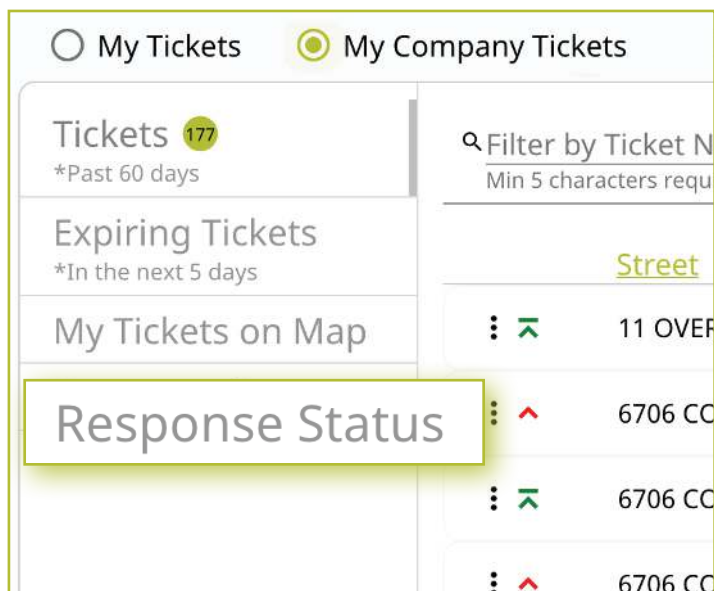 My Tickets My Company Tickets
Tickets 177
*Past 60 days
Expiring Tickets
*In the next 5 days
My Tickets on Map
Response Status
Filter by Ticket N
Min 5 characters requ
Street
11 OVER
6706 CO
6706 CO
6706 CO